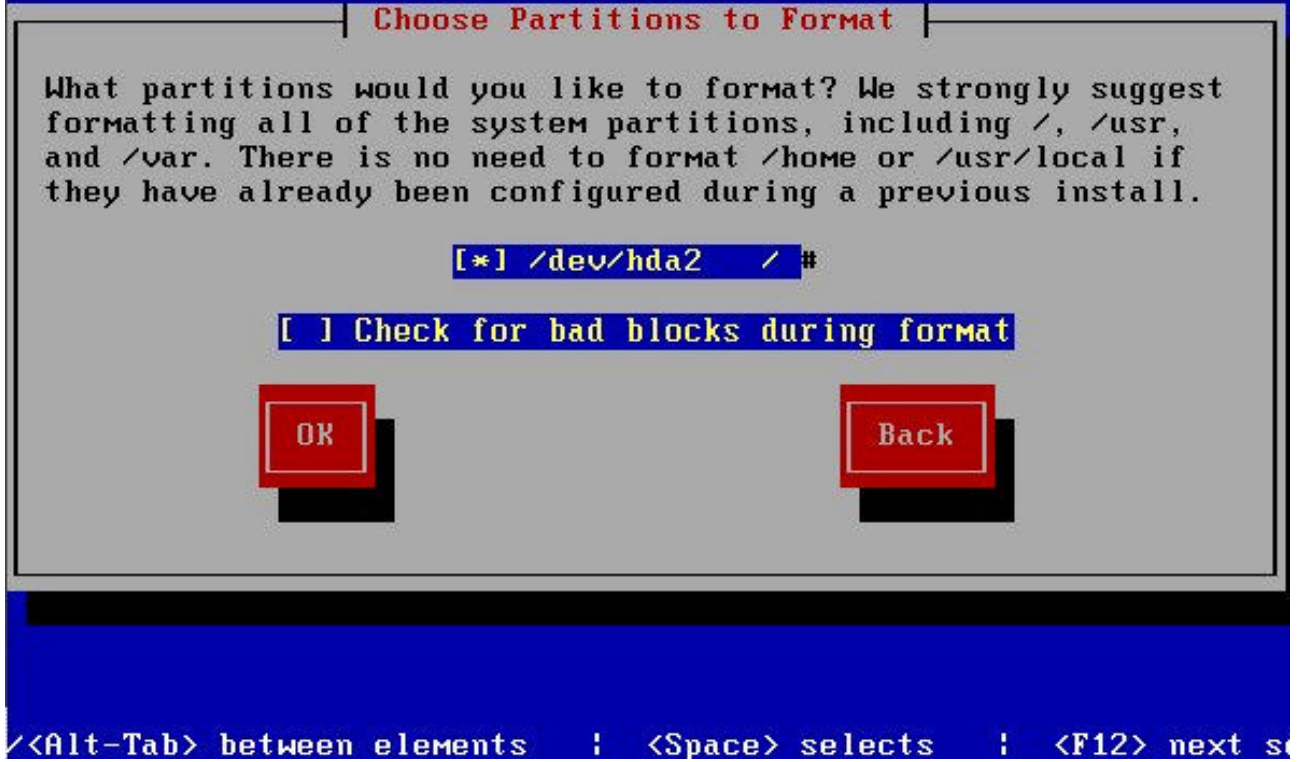 Choose Partitions to Format
What partitions would you like to format? We strongly suggest
formatting all of the system partitions, including /, /usr,
and /var. There is no need to format /home or /usr/local if
they have already been configured during a previous install.
[*] /dev/hda2 / #
[ ] Check for bad blocks during format
OK Back
/<Alt-Tab> between elements ¦ <Space> selects ¦ <F12> next